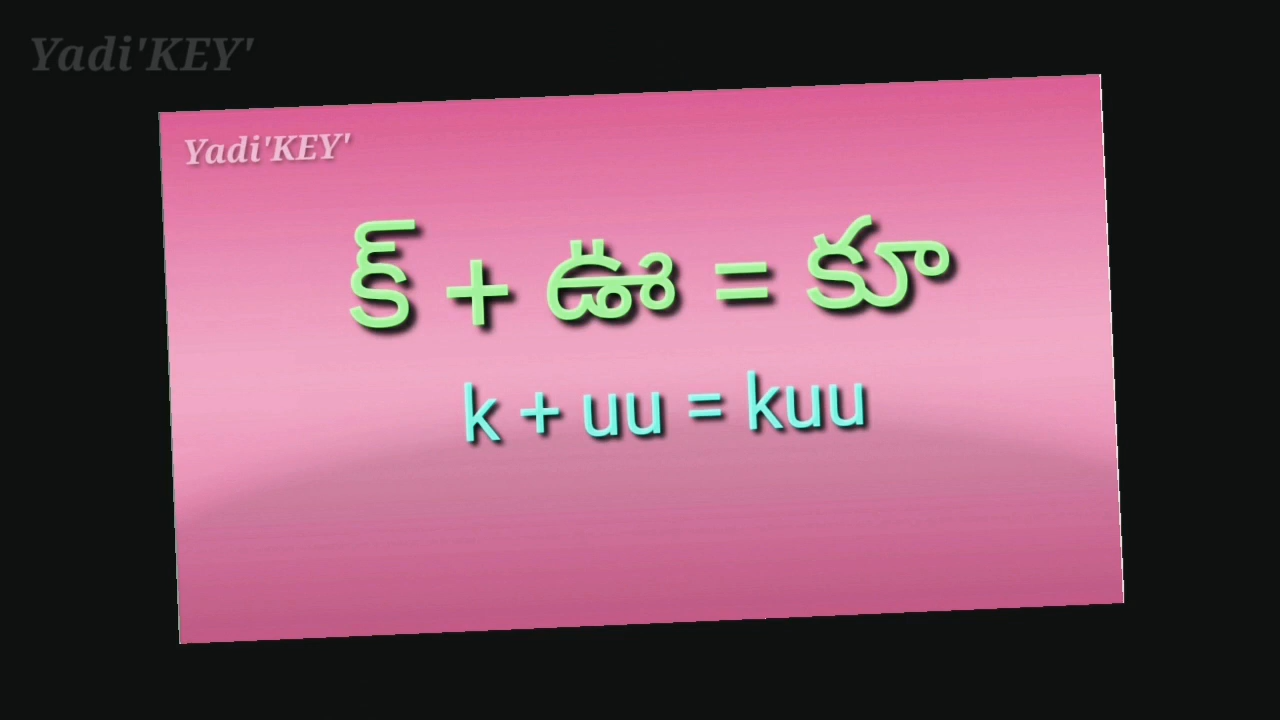 Yadi'KEY'
Yadi'KEY'
క్ + ఊ = కూ
k + uu = kuu